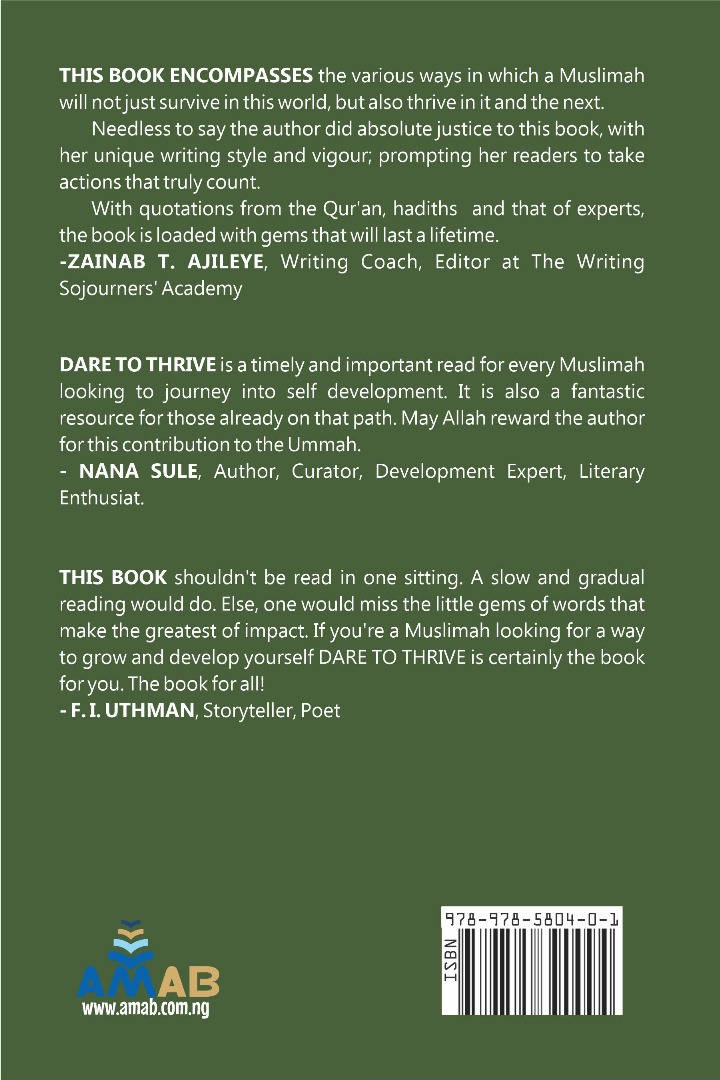 THIS BOOK ENCOMPASSES the various ways in which a Muslimah
will not just survive in this world, but also thrive in it and the next.
Needless to say the author did absolute justice to this book, with
her unique writing style and vigour; prompting her readers to take
actions that truly count.
With quotations from the Qur'an, hadiths and that of experts,
the book is loaded with gems that will last a lifetime.
-ZAINAB T. AJILEYE, Writing Coach, Editor at The Writing
Sojourners' Academy
DARE TO THRIVE is a timely and important read for every Muslimah
looking to journey into self development. It is also a fantastic
resource for those already on that path. May Allah reward the author
for this contribution to the Ummah.
- NANA SULE, Author, Curator, Development Expert, Literary
Enthusiat.
THIS BOOK shouldn't be read in one sitting. A slow and gradual
reading would do. Else, one would miss the little gems of words that
make the greatest of impact. If you're a Muslimah looking for a way
to grow and develop yourself DARE TO THRIVE is certainly the book
for you. The book for all!
- F. I. UTHMAN, Storyteller, Poet
AMAB
www.amab.com.ng
978-978-5804-0-1
ISBN